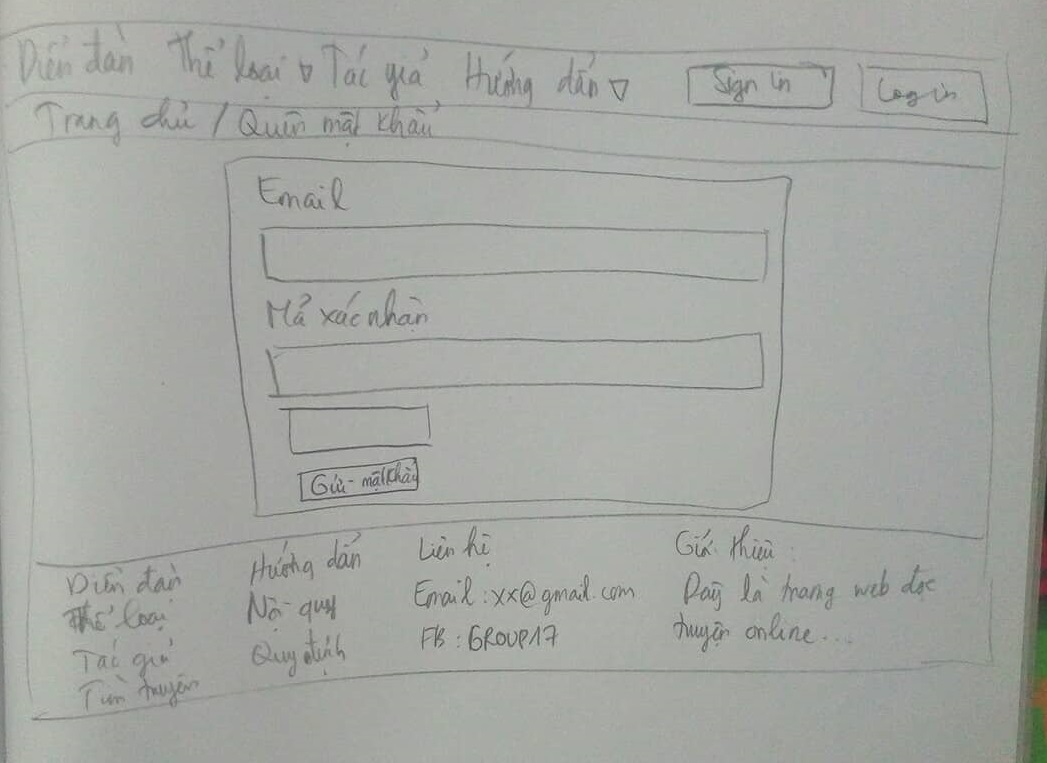 Diễn đàn Thể loại ▽ Tác giả Hướng dẫn ▽ Sign in Log in
Trang chủ / Quên mật khẩu
Email
Mả xác nhận
Gửi mật khẩu
Diễn đàn
Thể loại
Tác giả
Tìm truyện
Hướng dẫn
Nội quy
Quy định
Liên hệ
Email : xx@gmail.com
FB : GROUP17
Giới thiệu :
Đây là trang web đọc
truyện online...